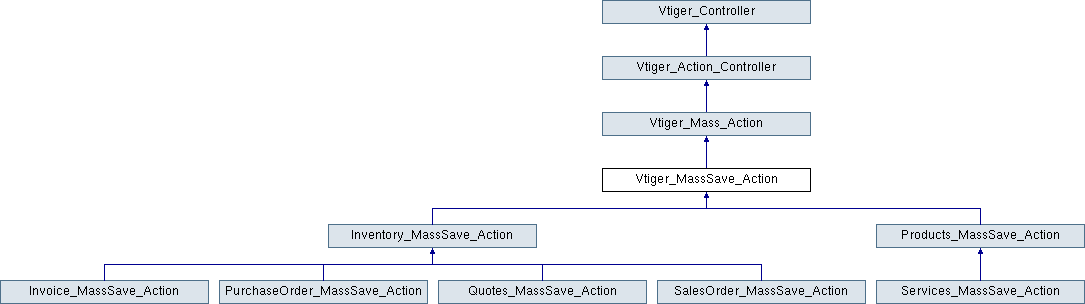 Vtiger_Controller
Vtiger_Action_Controller
Vtiger_Mass_Action
Vtiger_MassSave_Action
Inventory_MassSave_Action
Products_MassSave_Action
Invoice_MassSave_Action
PurchaseOrder_MassSave_Action
Quotes_MassSave_Action
SalesOrder_MassSave_Action
Services_MassSave_Action